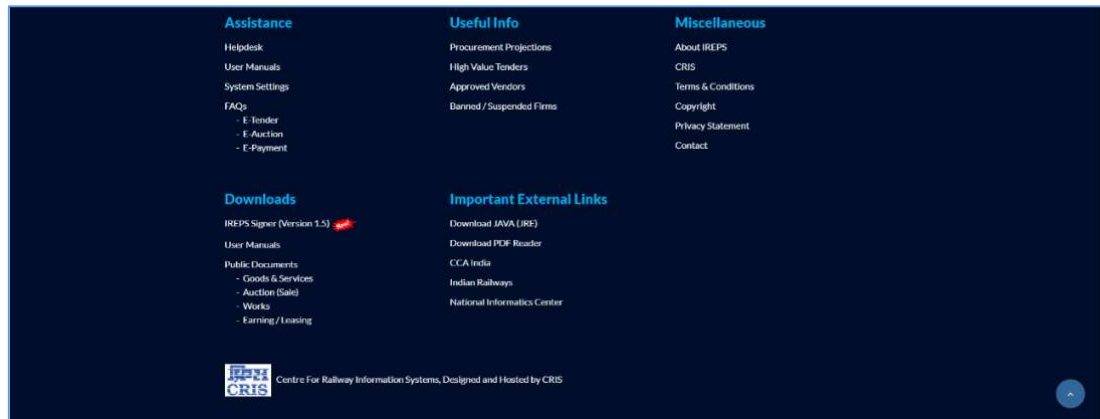 Assistance
Helpdesk
User Manuals
System Settings
FAQs
- E-Tender
- E-Auction
- E-Payment
Useful Info
Procurement Projections
High Value Tenders
Approved Vendors
Banned / Suspended Firms
Miscellaneous
About IREPS
CRIS
Terms & Conditions
Copyright
Privacy Statement
Contact
Downloads
IREPS Signer (Version 1.5) New!
User Manuals
Public Documents
- Goods & Services
- Auction (Sale)
- Works
- Earning / Leasing
Important External Links
Download JAVA (JRE)
Download PDF Reader
CCA India
Indian Railways
National Informatics Center
CRIS
Centre For Railway Information Systems, Designed and Hosted by CRIS